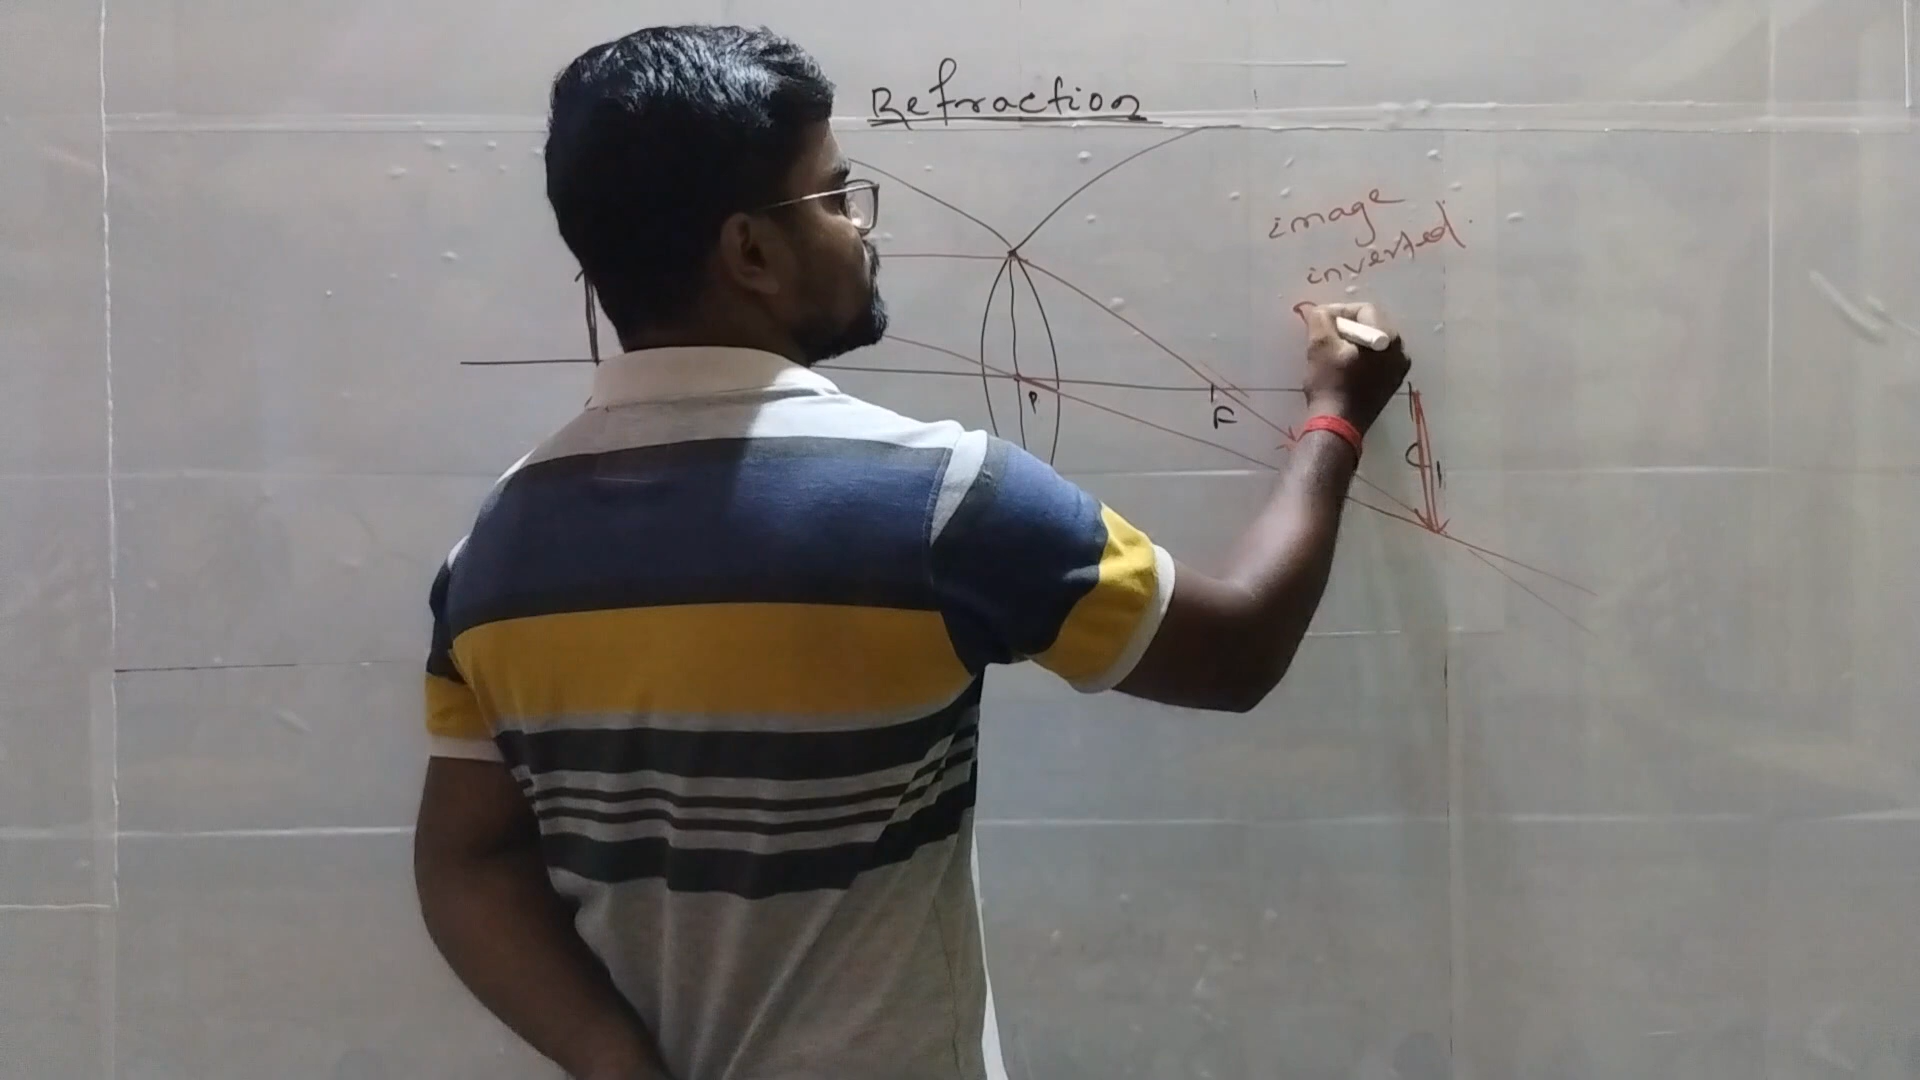 Refraction
image
inverted.
P
F
C